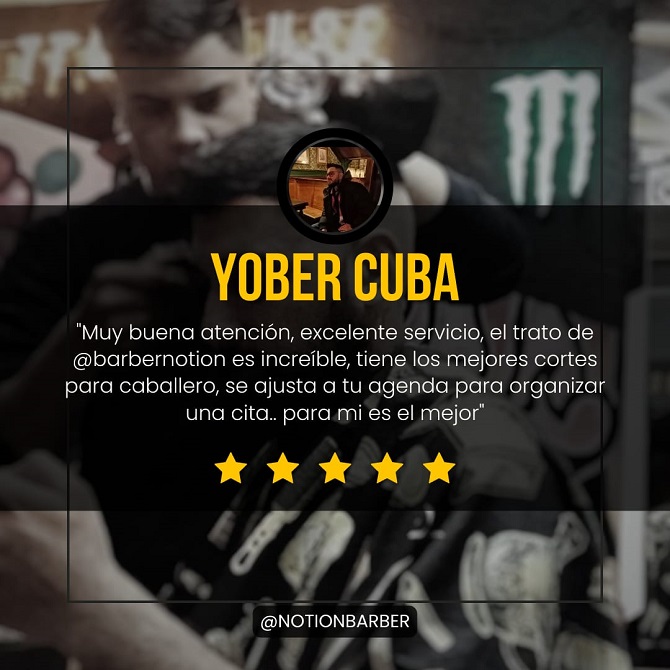 YOBER CUBA
"Muy buena atención, excelente servicio, el trato de
@barbernotion es increíble, tiene los mejores cortes
para caballero, se ajusta a tu agenda para organizar
una cita.. para mi es el mejor"
@NOTIONBARBER